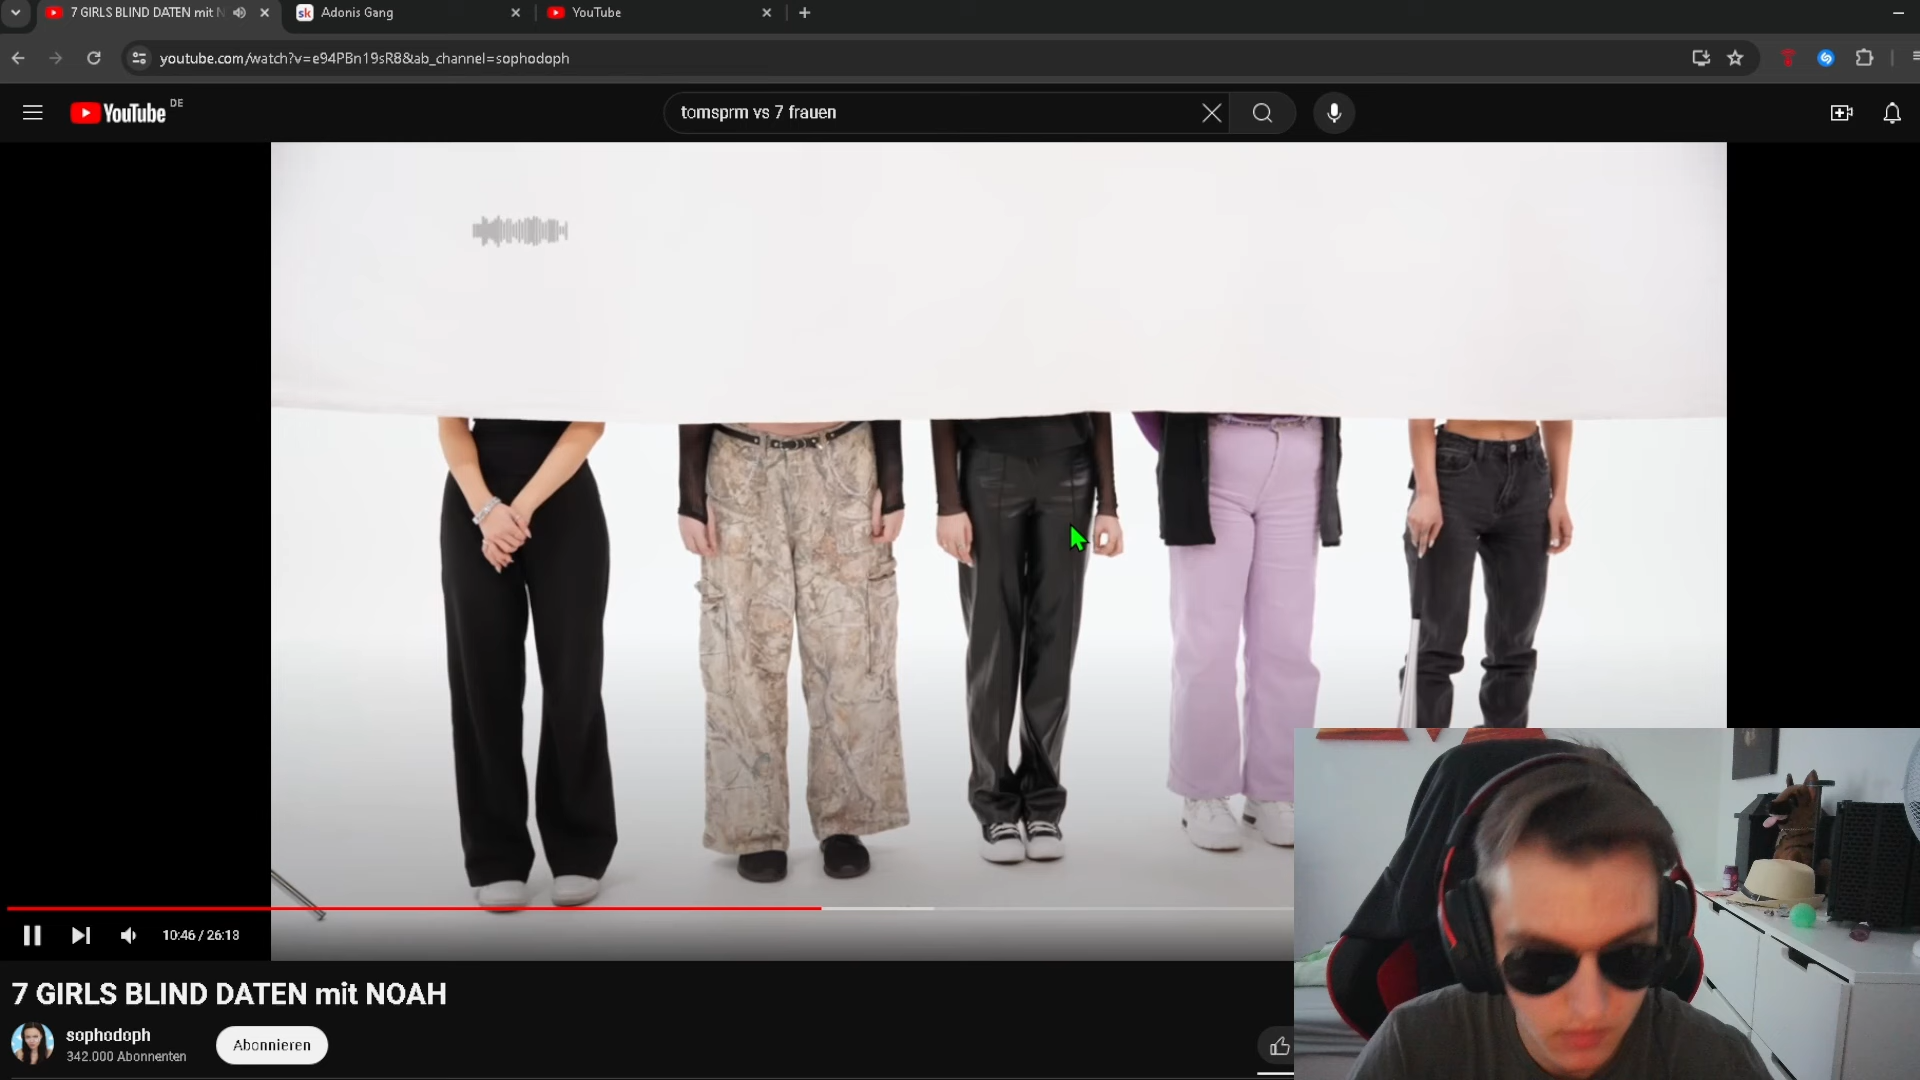 7 GIRLS BLIND DATEN mit N
Adonis Gang
YouTube
youtube.com/watch?v=e94PBn19sR8&ab_channel=sophodoph
YouTube DE
tomsprm vs 7 frauen
10:46 / 26:13
7 GIRLS BLIND DATEN mit NOAH
sophodoph
342.000 Abonnenten
Abonnieren